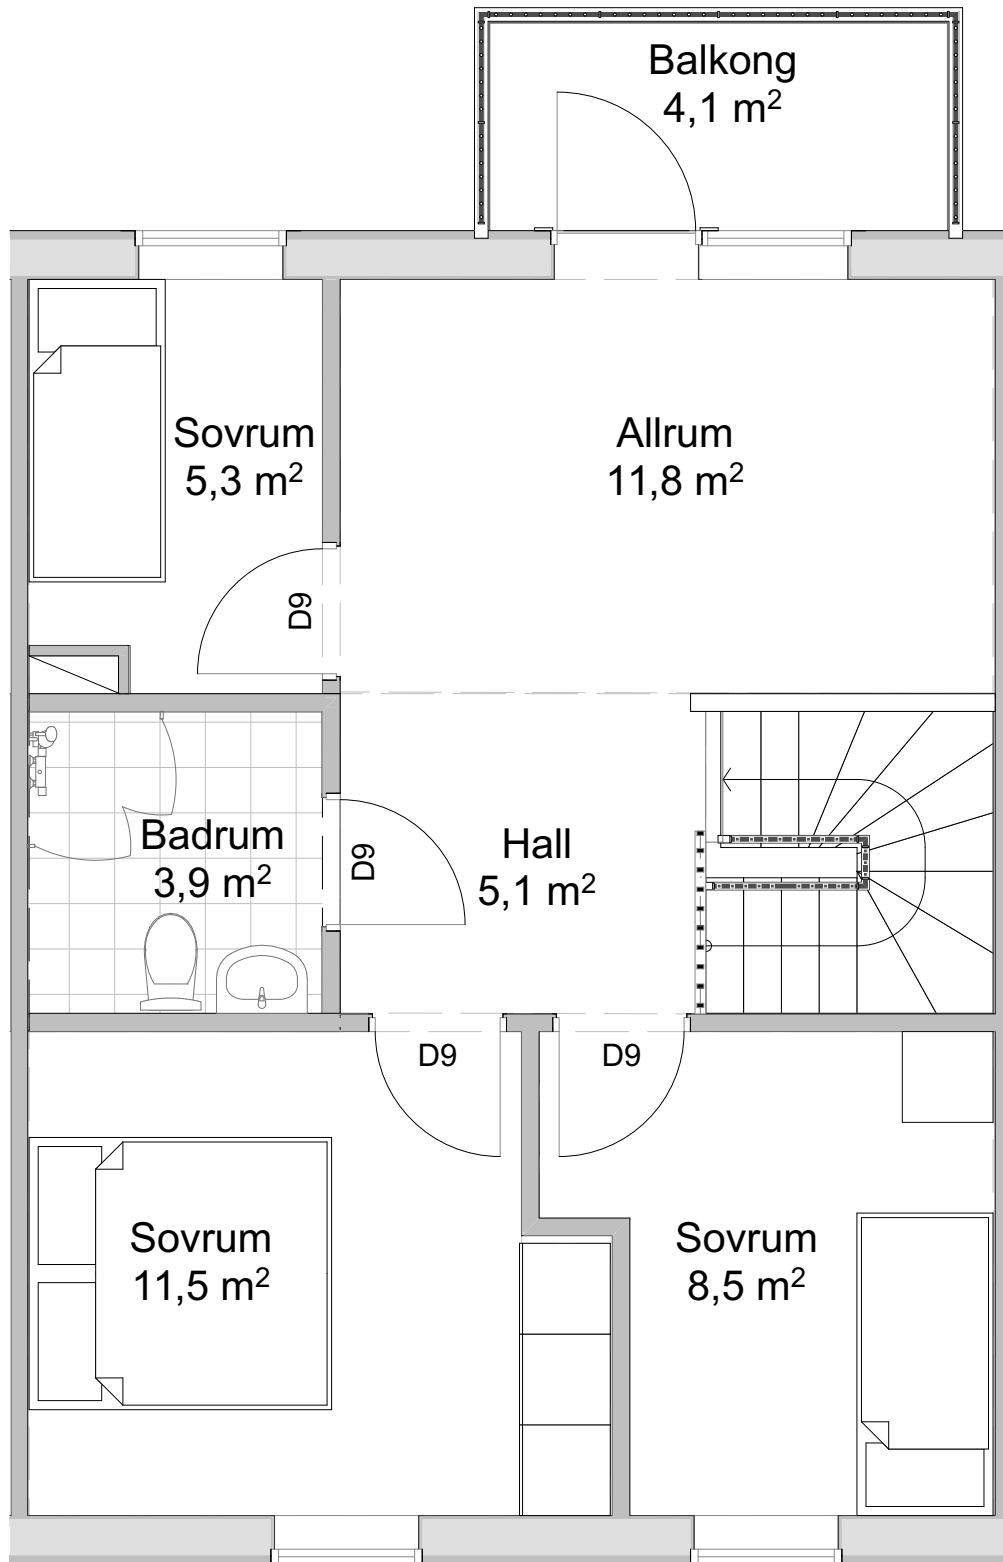 Balkong
4,1 m²
Sovrum
5,3 m²
Allrum
11,8 m²
D9
Badrum
3,9 m²
D9
Hall
5,1 m²
D9
D9
Sovrum
11,5 m²
Sovrum
8,5 m²